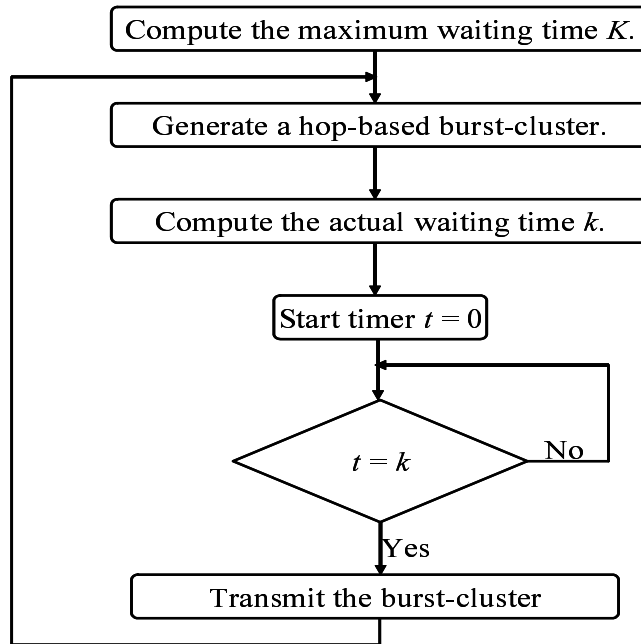 Compute the maximum waiting time K.
Generate a hop-based burst-cluster.
Compute the actual waiting time k.
Start timer t = 0
t = k
No
Yes
Transmit the burst-cluster